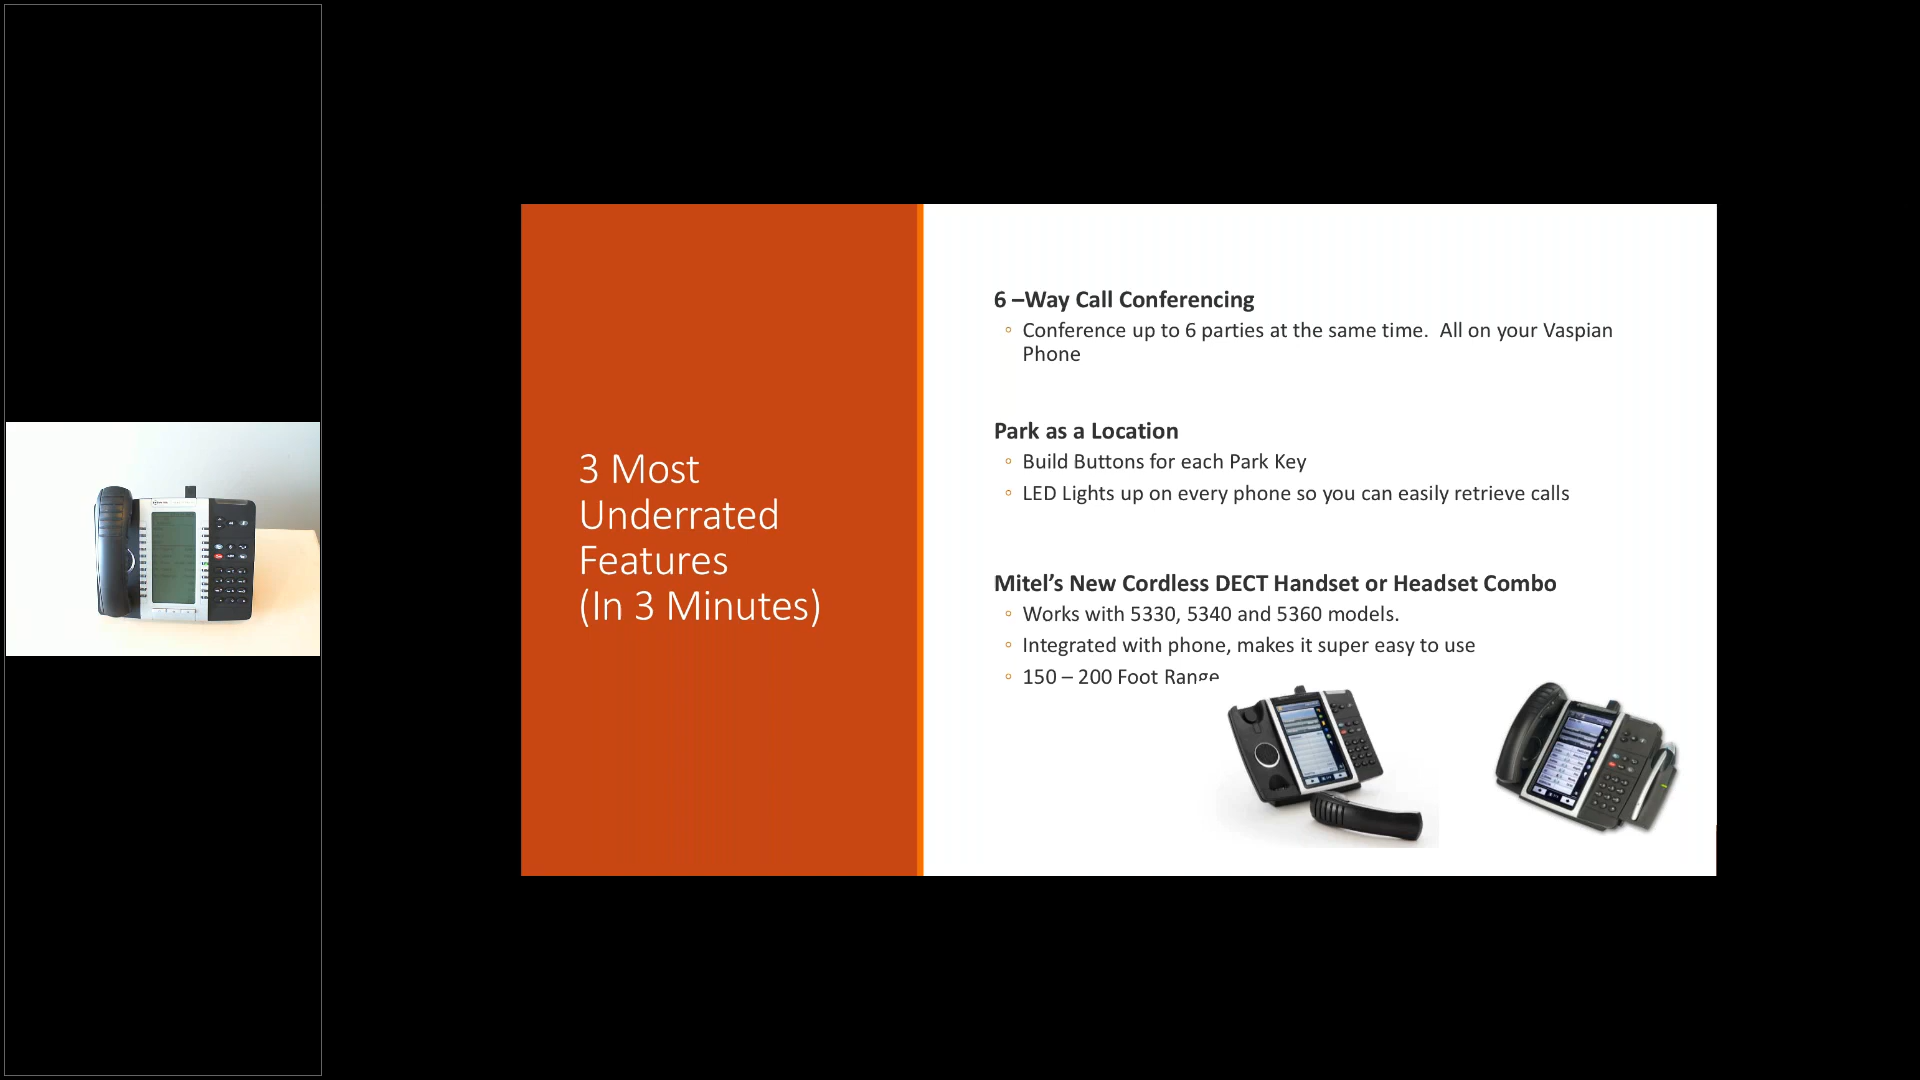 3 Most
Underrated
Features
(In 3 Minutes)
6 –Way Call Conferencing
◦ Conference up to 6 parties at the same time.  All on your Vaspian
Phone
Park as a Location
◦ Build Buttons for each Park Key
◦ LED Lights up on every phone so you can easily retrieve calls
Mitel’s New Cordless DECT Handset or Headset Combo
◦ Works with 5330, 5340 and 5360 models.
◦ Integrated with phone, makes it super easy to use
◦ 150 – 200 Foot Range